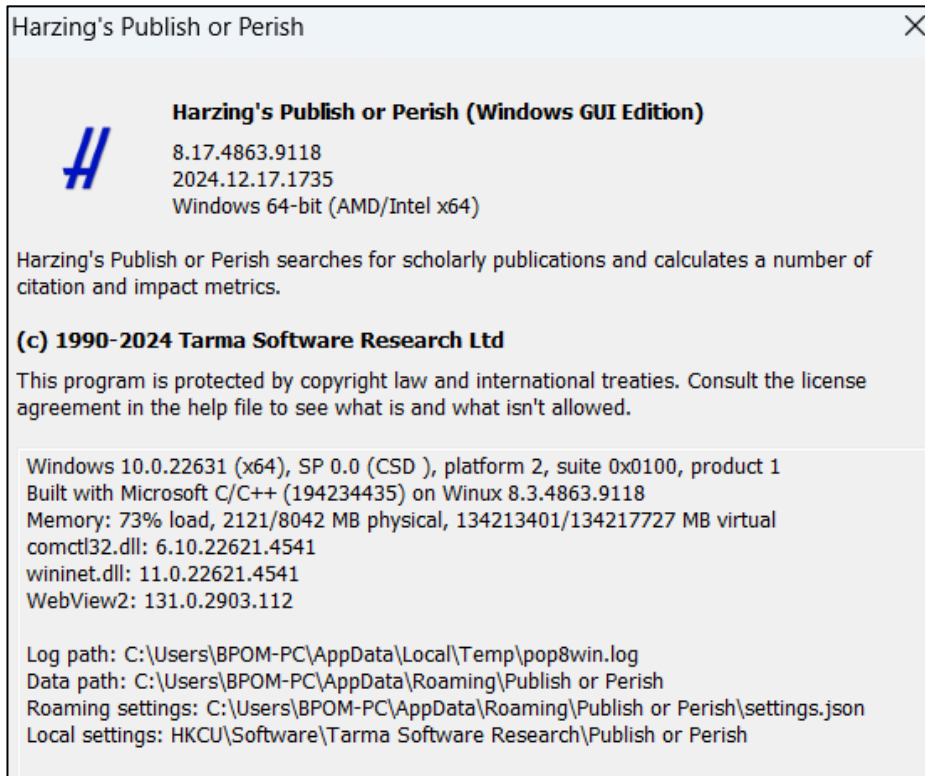 Harzing's Publish or Perish
Harzing's Publish or Perish (Windows GUI Edition)
8.17.4863.9118
2024.12.17.1735
Windows 64-bit (AMD/Intel x64)
Harzing's Publish or Perish searches for scholarly publications and calculates a number of
citation and impact metrics.
(c) 1990-2024 Tarma Software Research Ltd
This program is protected by copyright law and international treaties. Consult the license
agreement in the help file to see what is and what isn't allowed.
Windows 10.0.22631 (x64), SP 0.0 (CSD ), platform 2, suite 0x0100, product 1
Built with Microsoft C/C++ (194234435) on Winux 8.3.4863.9118
Memory: 73% load, 2121/8042 MB physical, 134213401/134217727 MB virtual
comctl32.dll: 6.10.22621.4541
wininet.dll: 11.0.22621.4541
WebView2: 131.0.2903.112
Log path: C:\Users\BPOM-PC\AppData\Local\Temp\pop8win.log
Data path: C:\Users\BPOM-PC\AppData\Roaming\Publish or Perish
Roaming settings: C:\Users\BPOM-PC\AppData\Roaming\Publish or Perish\settings.json
Local settings: HKCU\Software\Tarma Software Research\Publish or Perish